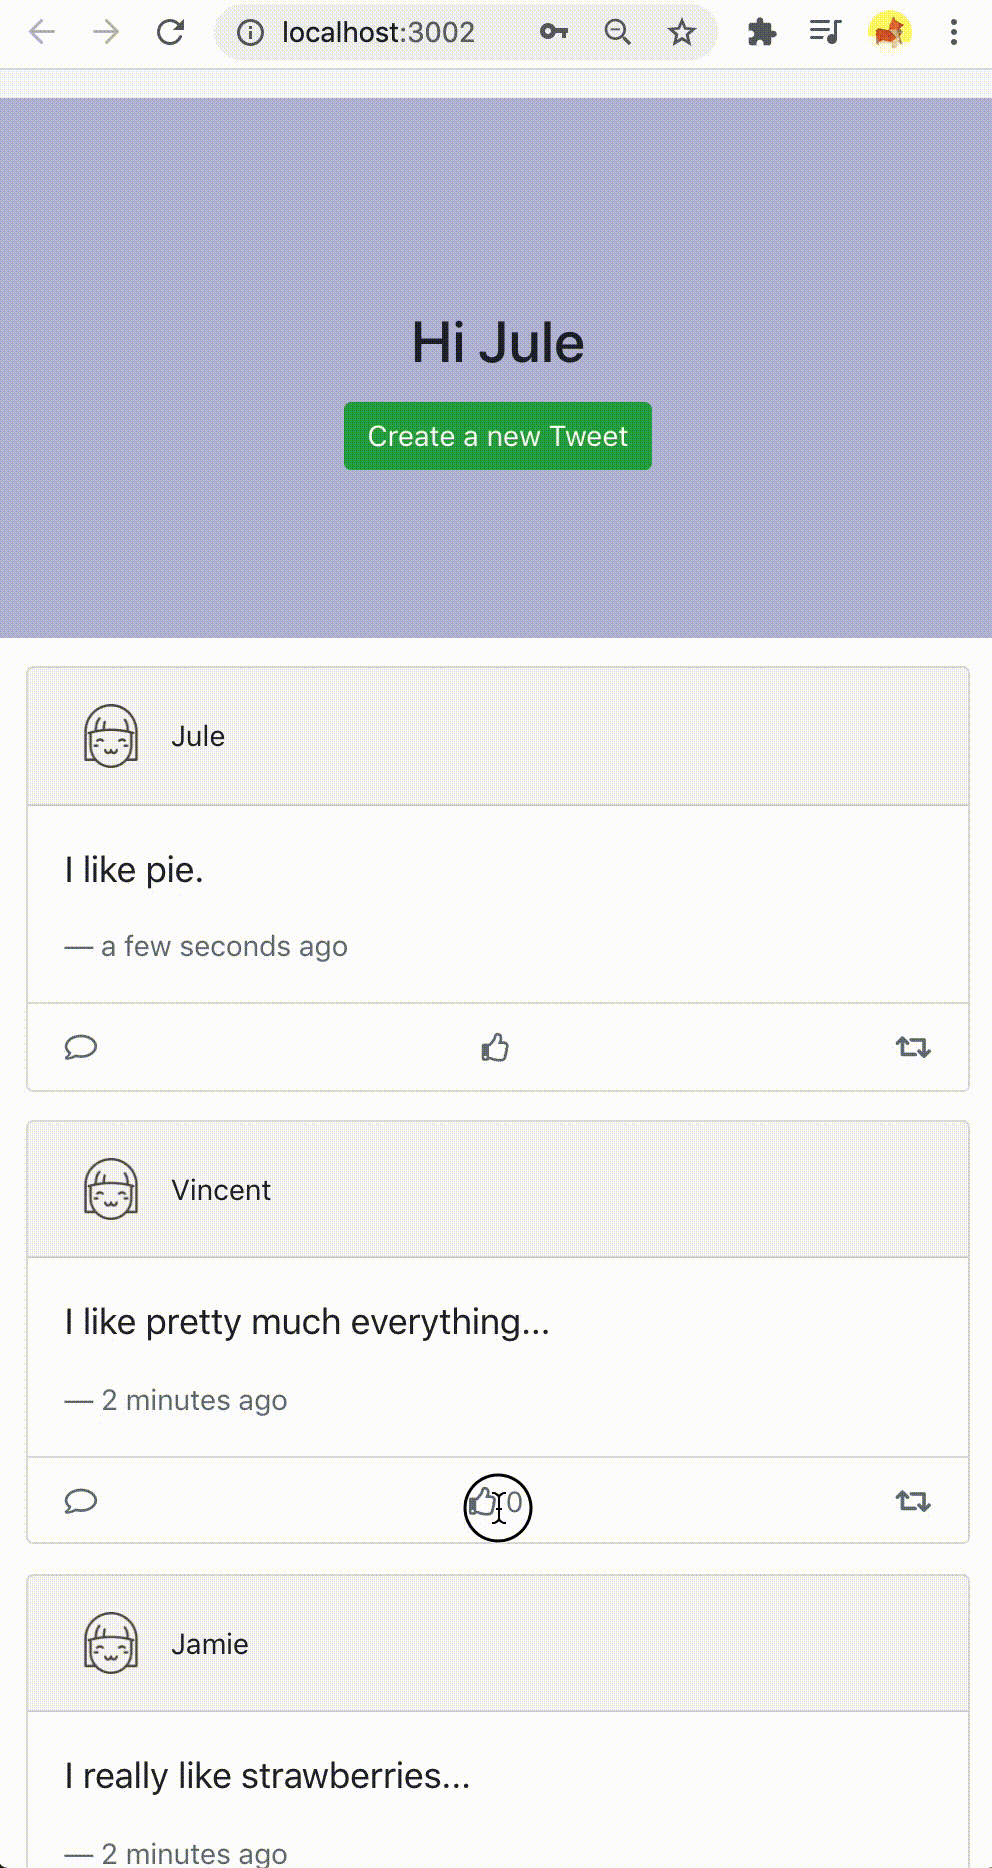 localhost:3002
Hi Jule
Create a new Tweet
Jule
I like pie.
— a few seconds ago
Vincent
I like pretty much everything...
— 2 minutes ago
0
Jamie
I really like strawberries...
— 2 minutes ago